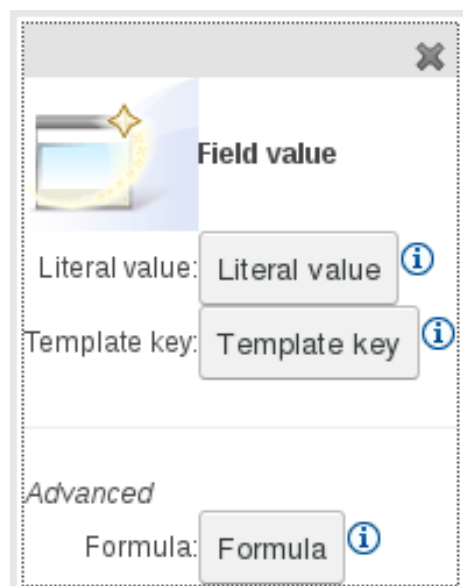 Field value
Literal value: Literal value
Template key: Template key
Advanced
Formula: Formula